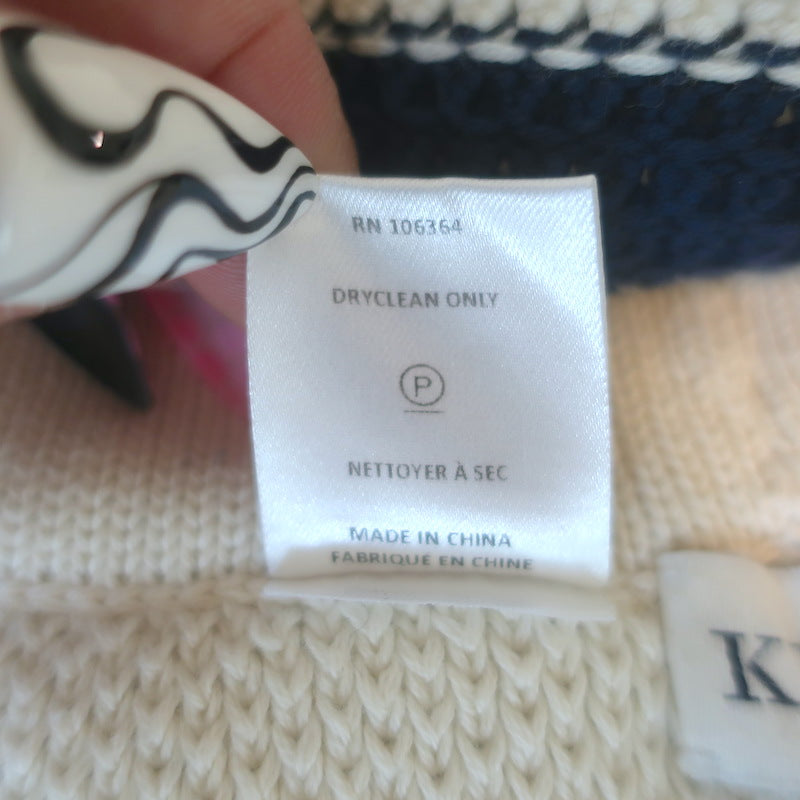 RN 106364
DRYCLEAN ONLY
P
NETTOYER À SEC
MADE IN CHINA
FABRIQUÉ EN CHINE
K